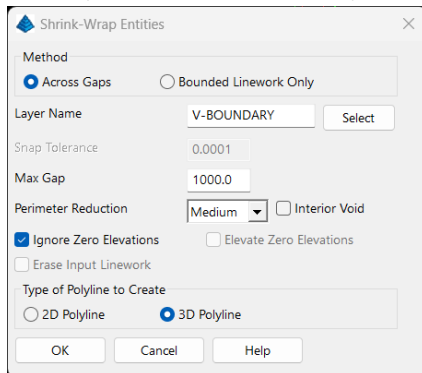 Shrink-Wrap Entities
Method
Across Gaps Bounded Linework Only
Layer Name V-BOUNDARY Select
Snap Tolerance 0.0001
Max Gap 1000.0
Perimeter Reduction Medium Interior Void
Ignore Zero Elevations Elevate Zero Elevations
Erase Input Linework
Type of Polyline to Create
2D Polyline 3D Polyline
OK Cancel Help